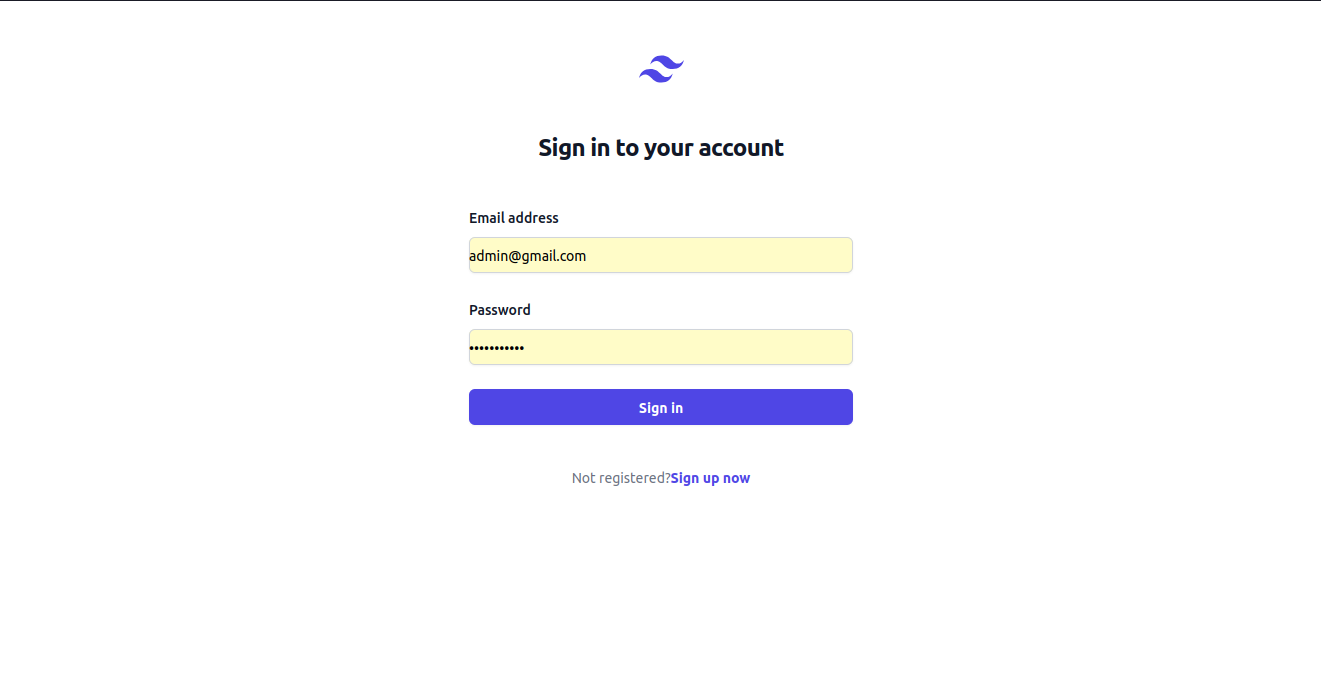 Sign in to your account
Email address
admin@gmail.com
Password
•••••••••••
Sign in
Not registered?Sign up now